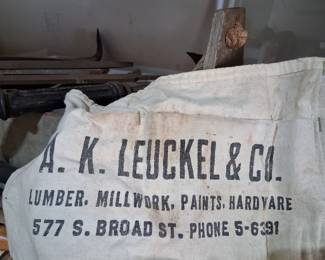 A. K. LEUCKEL & CO.
LUMBER, MILLWORK, PAINTS, HARDWARE
577 S. BROAD ST. PHONE 5-6391